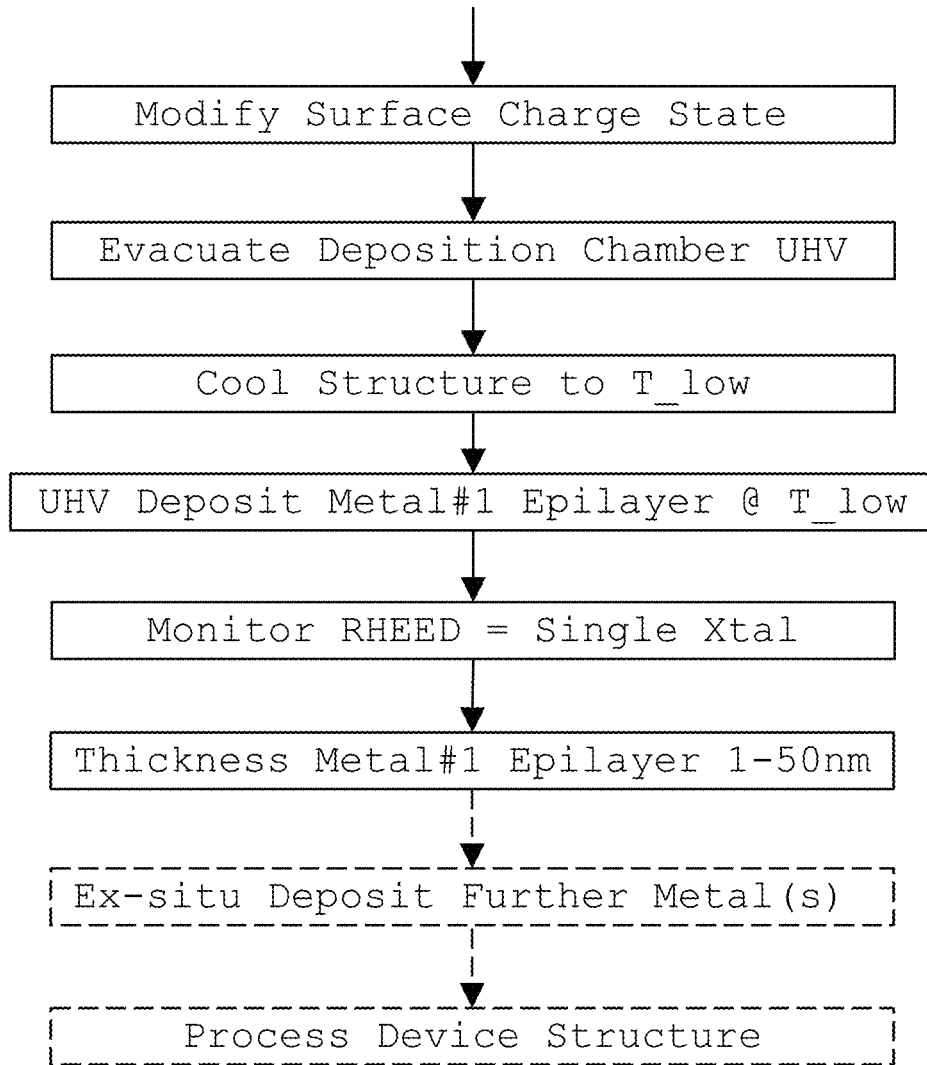 Modify Surface Charge State
Evacuate Deposition Chamber UHV
Cool Structure to T_low
UHV Deposit Metal#1 Epilayer @ T_low
Monitor RHEED = Single Xtal
Thickness Metal#1 Epilayer 1-50nm
Ex-situ Deposit Further Metal(s)
Process Device Structure